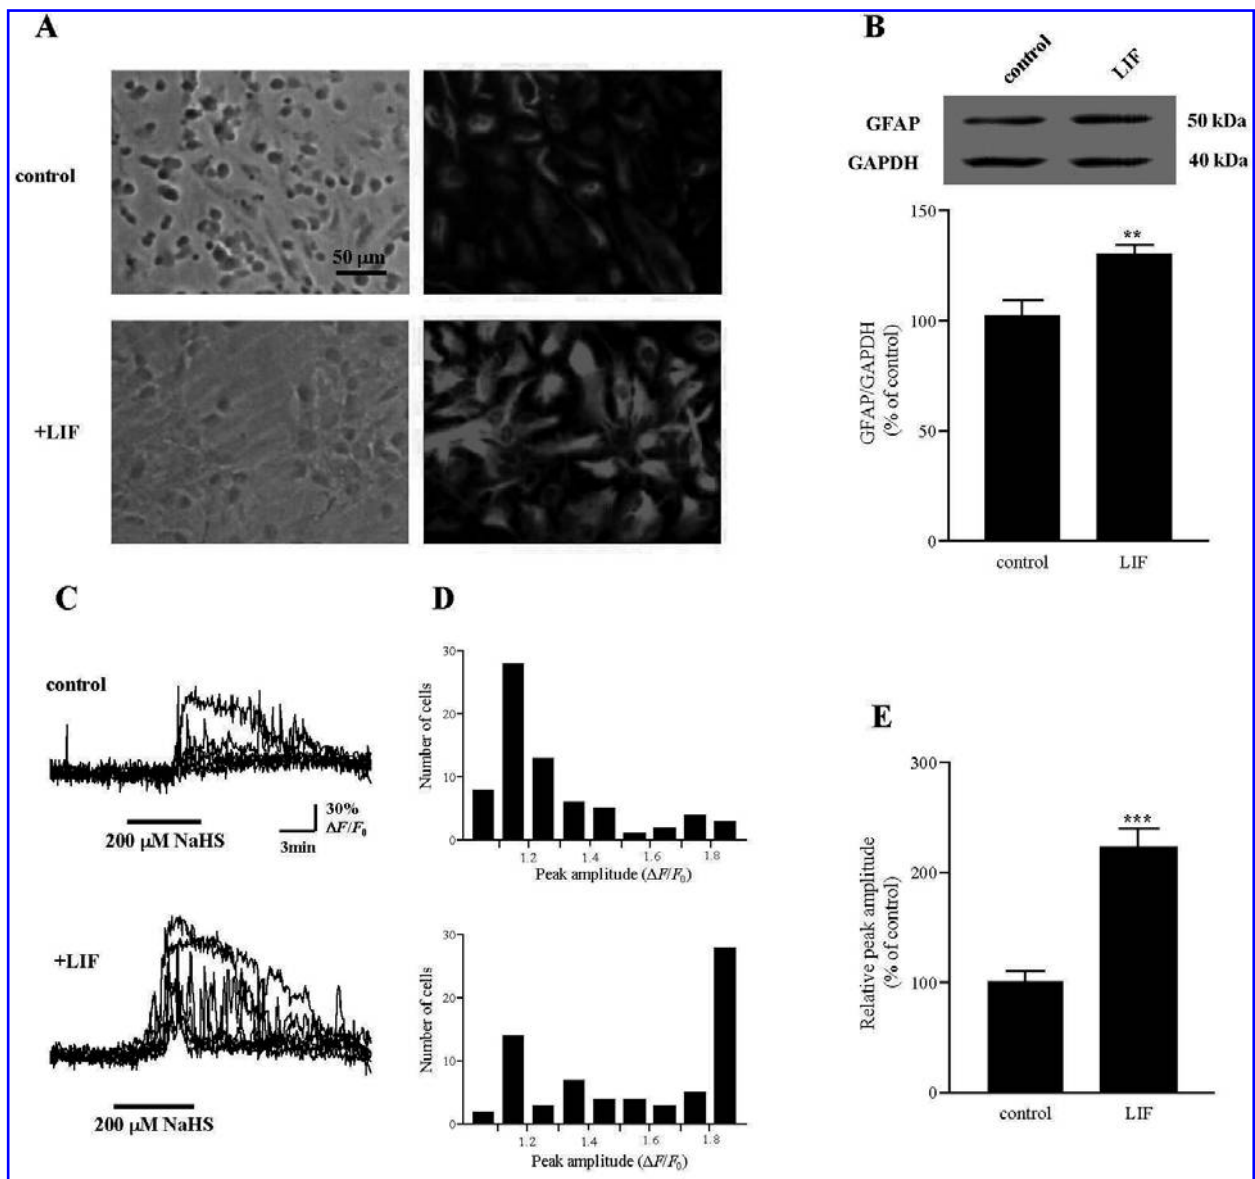 A
control
50 μm
+LIF
B
control
LIF
GFAP
50 kDa
GAPDH
40 kDa
150
100
50
0
GFAP/GAPDH
(% of control)
**
control
LIF
C
control
200 μM NaHS
30%
ΔF/F0
3min
+LIF
200 μM NaHS
D
30
20
10
0
Number of cells
1.2
1.4
1.6
1.8
Peak amplitude (ΔF/F0)
30
20
10
0
Number of cells
1.2
1.4
1.6
1.8
Peak amplitude (ΔF/F0)
E
300
200
100
0
Relative peak amplitude
(% of control)
***
control
LIF